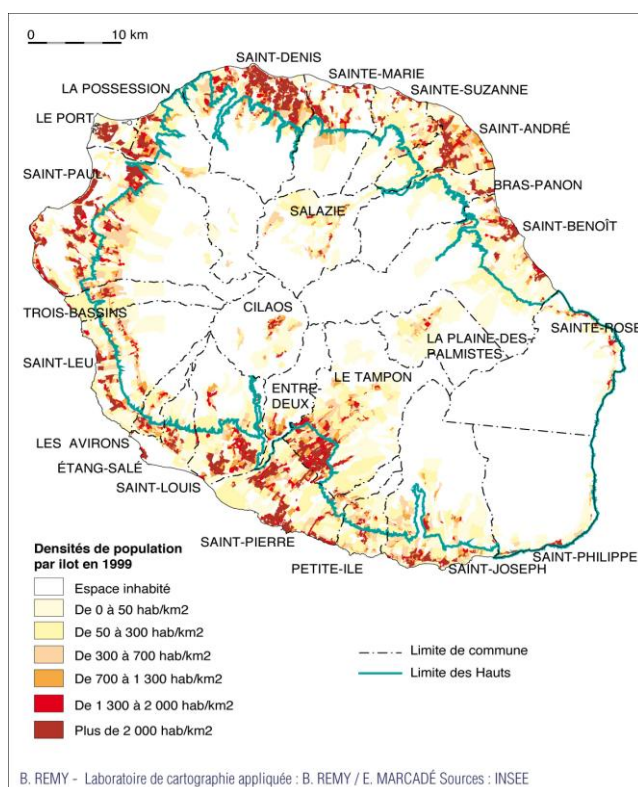 0 10 km
SAINT-DENIS
SAINTE-MARIE
LA POSSESSION
SAINTE-SUZANNE
LE PORT
SAINT-ANDRÉ
SAINT-PAUL
BRAS-PANON
SALAZIE
SAINT-BENOÎT
CILAOS
TROIS-BASSINS
SAINTE-ROSE
LA PLAINE-DES-
PALMISTES
SAINT-LEU
ENTRE-
DEUX
LE TAMPON
LES AVIRONS
ÉTANG-SALÉ
SAINT-LOUIS
SAINT-PIERRE
SAINT-PHILIPPE
PETITE-ILE
SAINT-JOSEPH
Densités de population
par ilot en 1999
Espace inhabité
De 0 à 50 hab/km2
De 50 à 300 hab/km2
De 300 à 700 hab/km2
De 700 à 1 300 hab/km2
De 1 300 à 2 000 hab/km2
Plus de 2 000 hab/km2
Limite de commune
Limite des Hauts
B. REMY - Laboratoire de cartographie appliquée : B. REMY / E. MARCADÉ Sources : INSEE